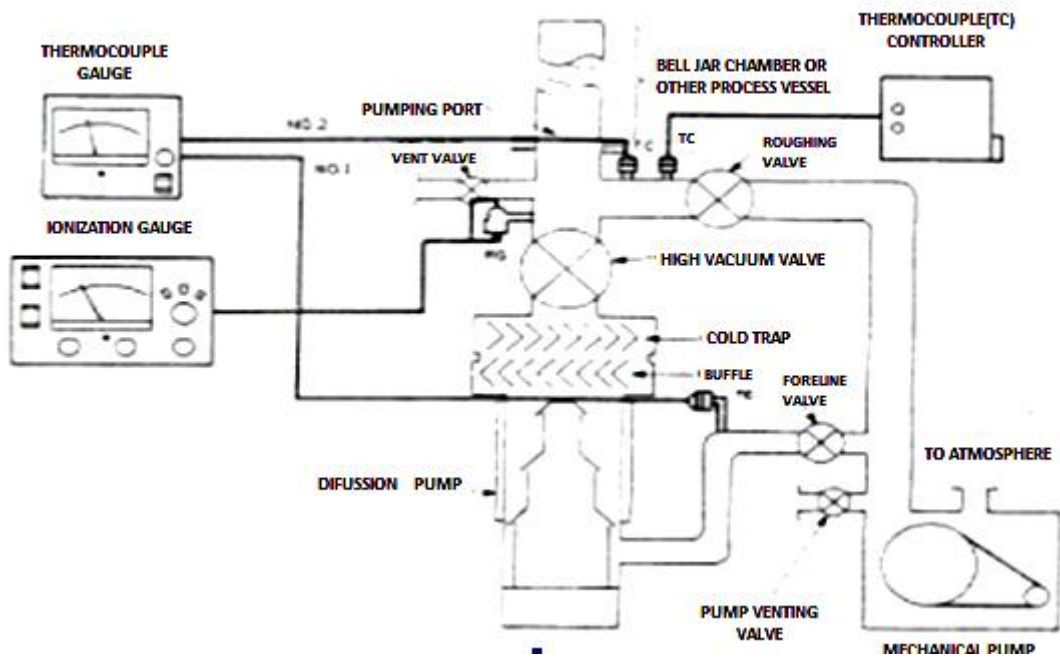 THERMOCOUPLE
GAUGE
THERMOCOUPLE(TC)
CONTROLLER
BELL JAR CHAMBER OR
OTHER PROCESS VESSEL
PUMPING PORT
NO.2
TC
TC
ROUGHING
VALVE
VENT VALVE
NO.1
IONIZATION GAUGE
HIGH VACUUM VALVE
COLD TRAP
BUFFLE
FORELINE
VALVE
TO ATMOSPHERE
DIFUSSION PUMP
PUMP VENTING
VALVE
MECHANICAL PUMP